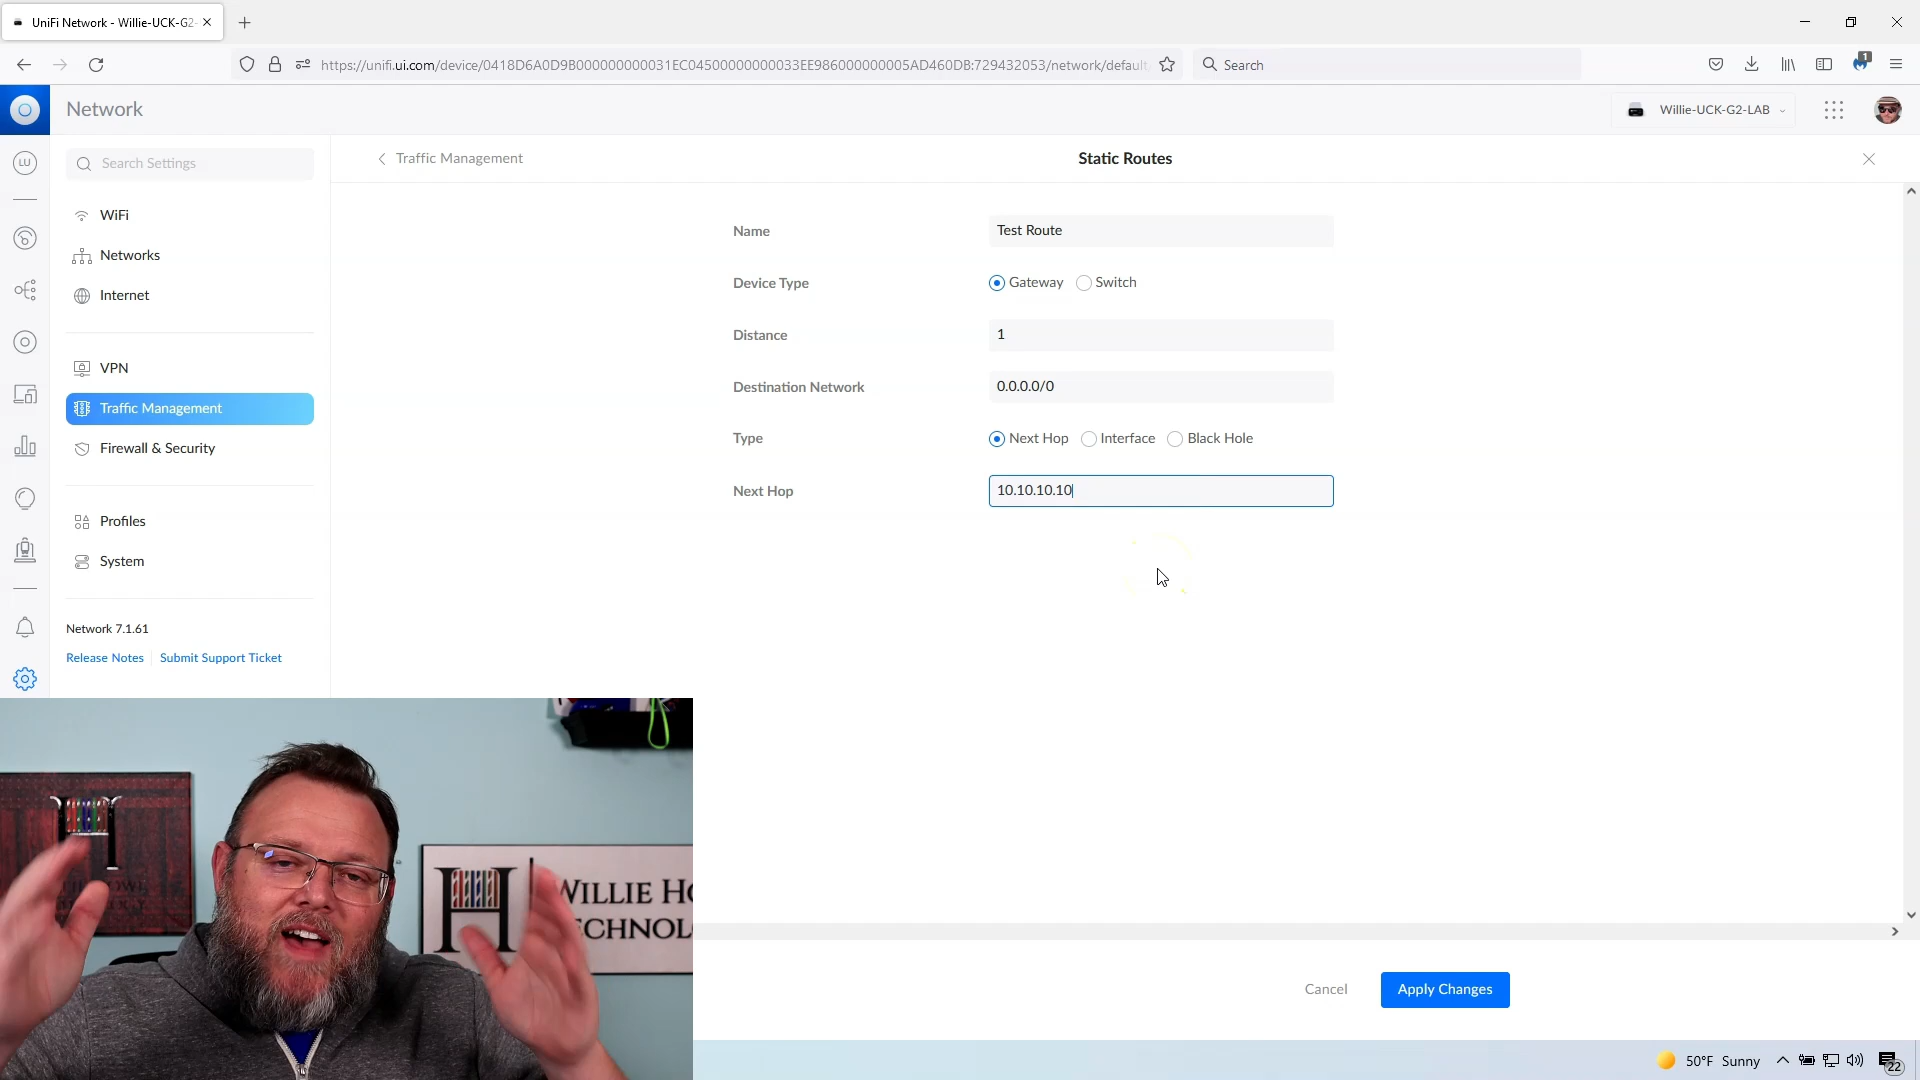 UniFi Network - Willie-UCK-G2-
https://unifi.ui.com/device/0418D6A0D9B000000000031EC04500000000033EE986000000005AD460DB:729432053/network/default
Search
1
Network
Willie-UCK-G2-LAB
LU
Search Settings
Traffic Management
Static Routes
WiFi
Networks
Internet
VPN
Traffic Management
Firewall & Security
Profiles
System
Network 7.1.61
Release Notes
Submit Support Ticket
Name
Test Route
Device Type
Gateway
Switch
Distance
1
Destination Network
0.0.0.0/0
Type
Next Hop
Interface
Black Hole
Next Hop
10.10.10.10
Cancel
Apply Changes
H
H
WILLIE HO
ECHNOL
50°F Sunny
22